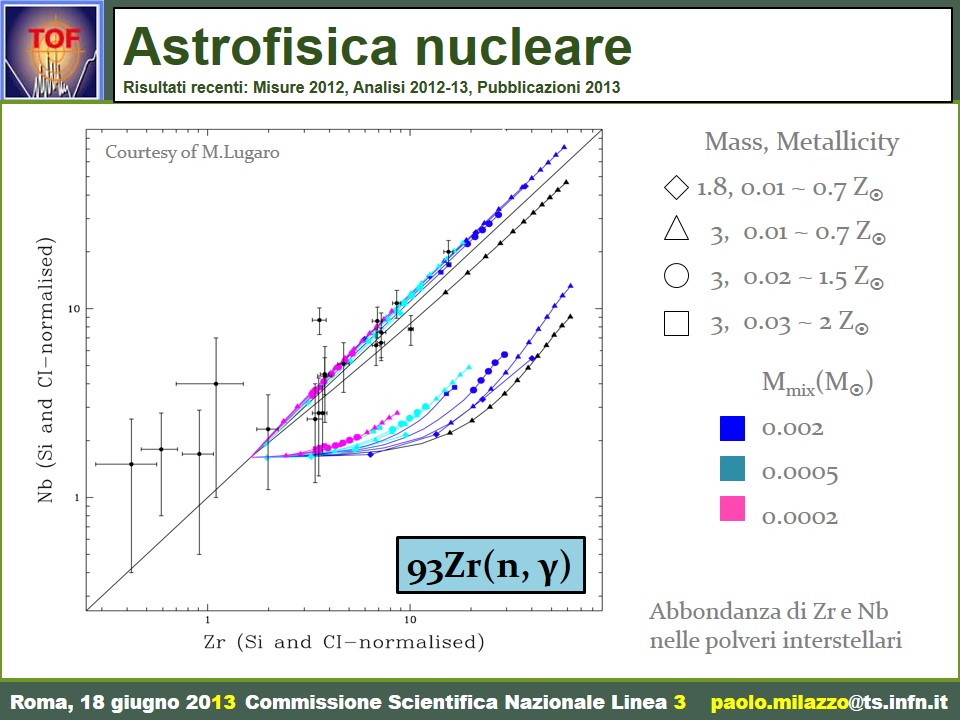 TOF
Astrofisica nucleare
Risultati recenti: Misure 2012, Analisi 2012-13, Pubblicazioni 2013
Courtesy of M.Lugaro
Nb (Si and CI−normalised)
10
1
1
10
Zr (Si and CI−normalised)
93Zr(n, γ)
Mass, Metallicity
1.8, 0.01 ~ 0.7 Z☉
3, 0.01 ~ 0.7 Z☉
3, 0.02 ~ 1.5 Z☉
3, 0.03 ~ 2 Z☉
Mmix(M☉)
0.002
0.0005
0.0002
Abbondanza di Zr e Nb
nelle polveri interstellari
Roma, 18 giugno 2013 Commissione Scientifica Nazionale Linea 3 paolo.milazzo@ts.infn.it